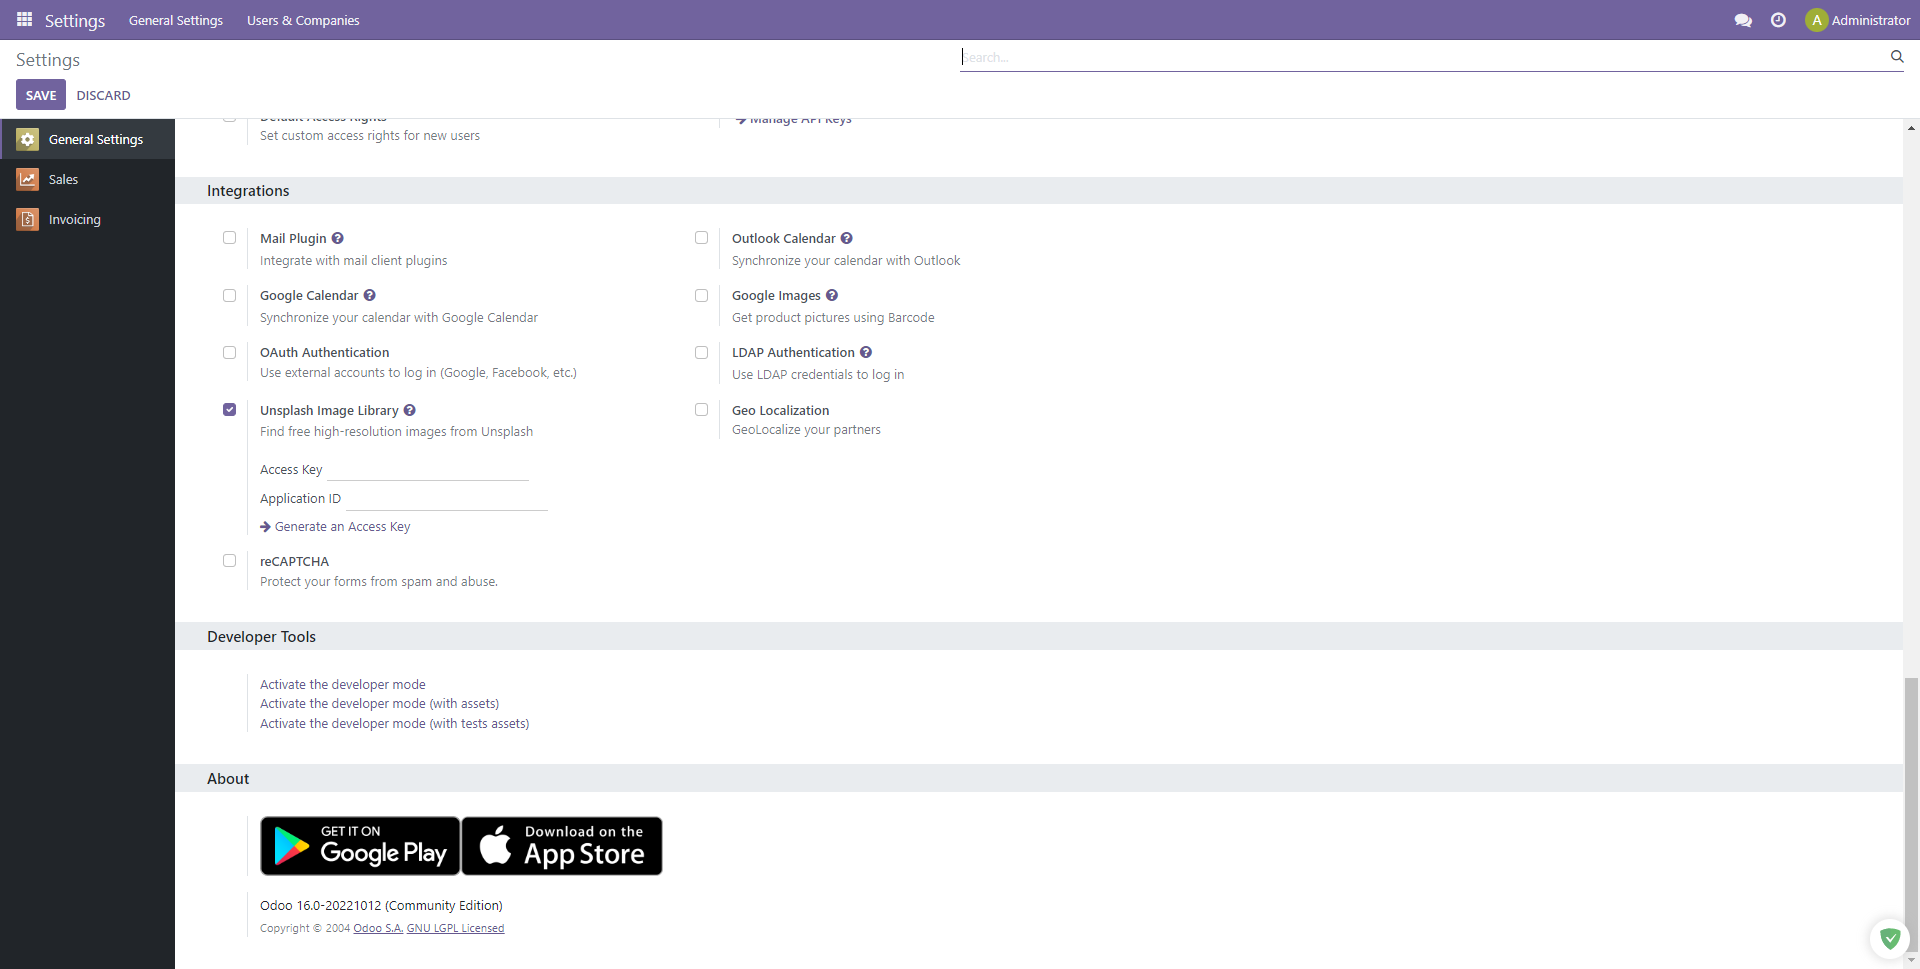 Settings General Settings Users & Companies A Administrator
Settings Search...
SAVE DISCARD
General Settings
Sales
Invoicing
Default Access Rights
Set custom access rights for new users
Manage API Keys
Integrations
Mail Plugin ?
Integrate with mail client plugins
Outlook Calendar ?
Synchronize your calendar with Outlook
Google Calendar ?
Synchronize your calendar with Google Calendar
Google Images ?
Get product pictures using Barcode
OAuth Authentication
Use external accounts to log in (Google, Facebook, etc.)
LDAP Authentication ?
Use LDAP credentials to log in
Unsplash Image Library ?
Find free high-resolution images from Unsplash
Access Key
Application ID
Generate an Access Key
Geo Localization
GeoLocalize your partners
reCAPTCHA
Protect your forms from spam and abuse.
Developer Tools
Activate the developer mode
Activate the developer mode (with assets)
Activate the developer mode (with tests assets)
About
GET IT ON
Google Play
Download on the
App Store
Odoo 16.0-20221012 (Community Edition)
Copyright © 2004 Odoo S.A. GNU LGPL Licensed